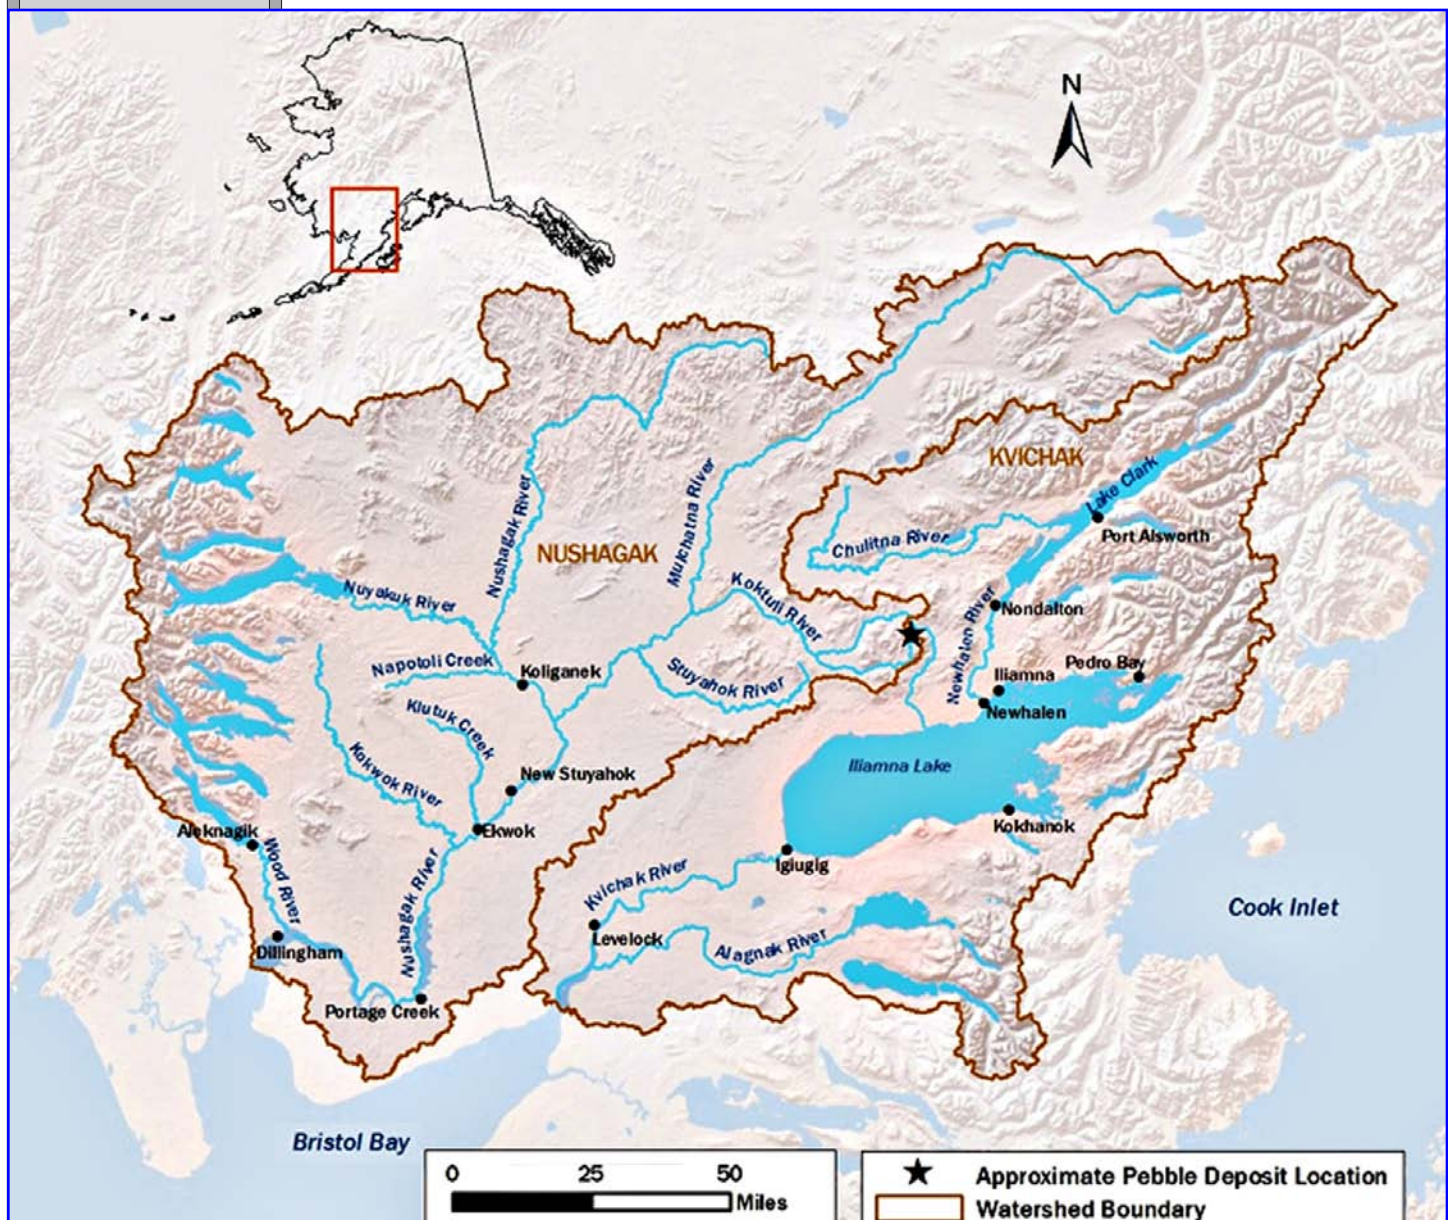 N
KVICHAK
Lake Clark
Port Alsworth
Mulchatna River
Nushagak River
NUSHAGAK
Chulitna River
Koktuli River
Nuyakuk River
Newhalen River
Nondalton
Napotoli Creek
Koliganek
Stuyahok River
Pedro Bay
Iliamna
Newhalen
Klutuk Creek
Kokwok River
New Stuyahok
Iliamna Lake
Aleknagik
Ekwok
Kokhanok
Wood River
Igiugig
Kvichak River
Nushagak River
Cook Inlet
Levelock
Alagnak River
Dillingham
Portage Creek
Bristol Bay
0 25 50
Miles
Approximate Pebble Deposit Location
Watershed Boundary